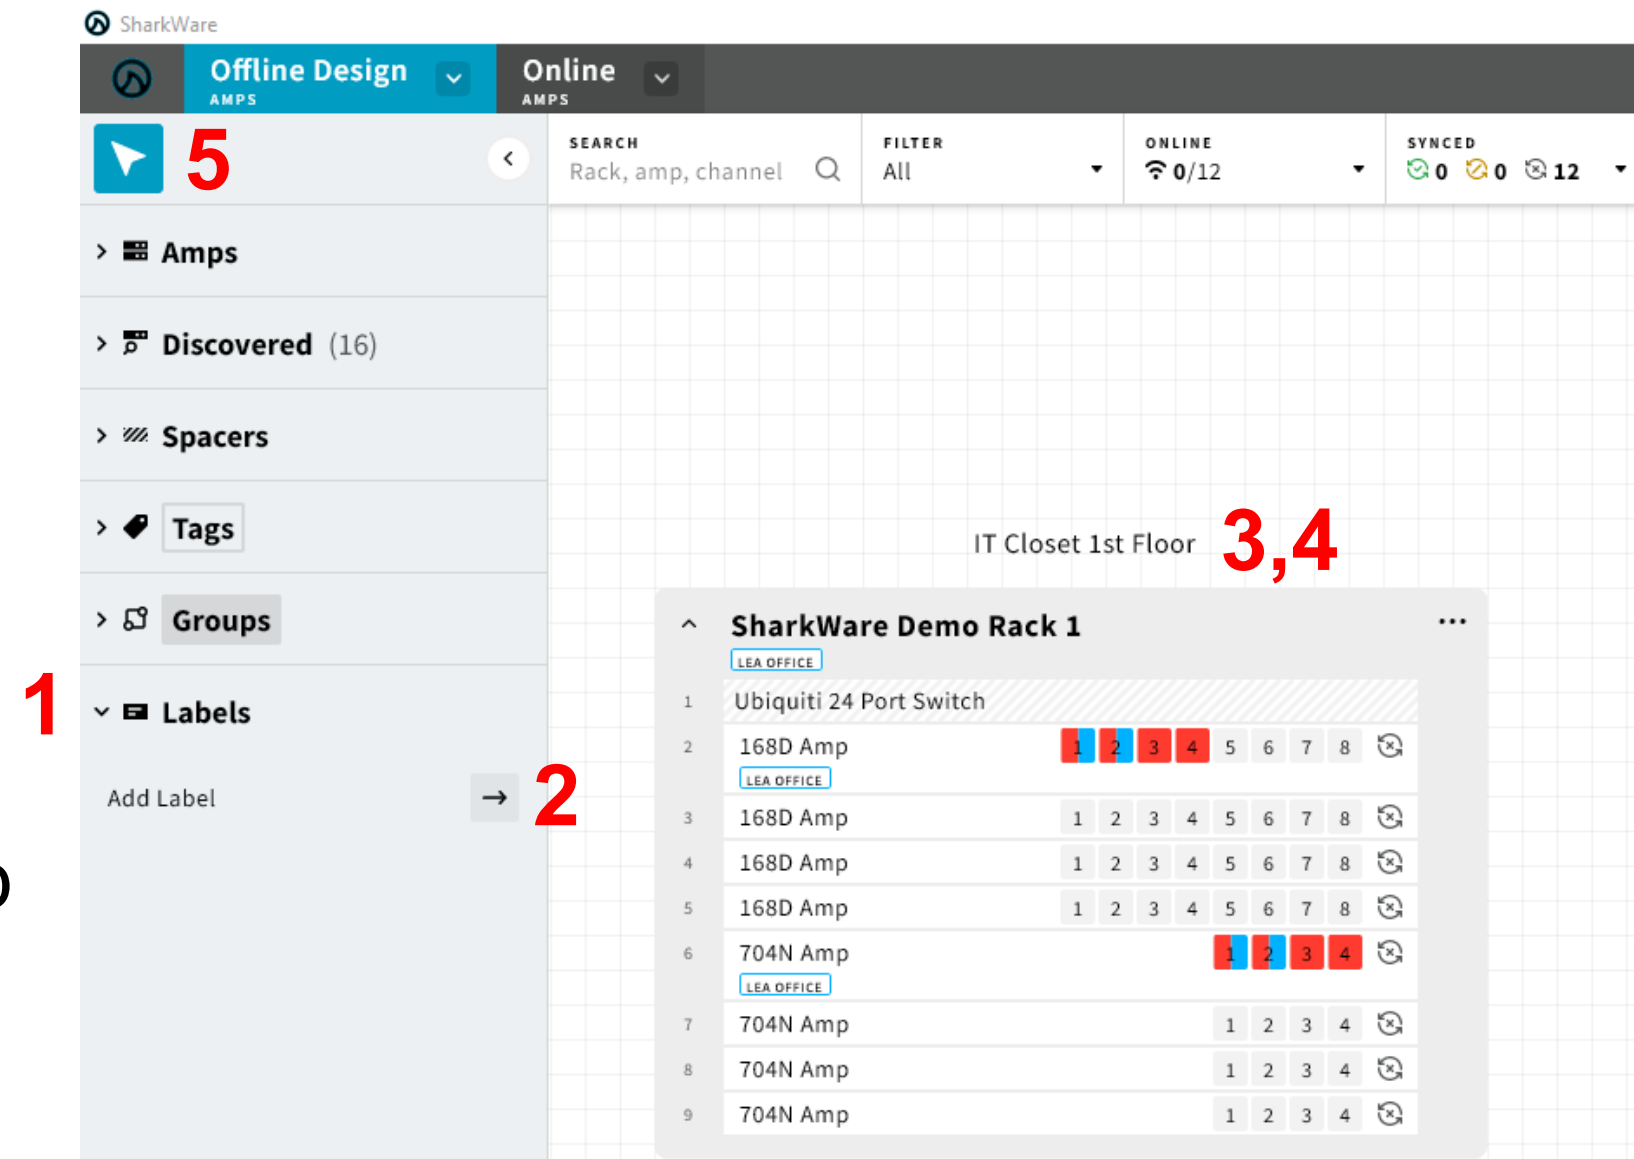 SharkWare
Offline Design
AMPS
Online
AMPS
5
SEARCH
Rack, amp, channel
FILTER
All
ONLINE
0/12
SYNCED
0 0 12
Amps
Discovered (16)
Spacers
Tags
Groups
1
Labels
Add Label
2
IT Closet 1st Floor
3,4
SharkWare Demo Rack 1
LEA OFFICE
1 Ubiquiti 24 Port Switch
2 168D Amp 1 2 3 4 5 6 7 8
LEA OFFICE
3 168D Amp 1 2 3 4 5 6 7 8
4 168D Amp 1 2 3 4 5 6 7 8
5 168D Amp 1 2 3 4 5 6 7 8
6 704N Amp 1 2 3 4
LEA OFFICE
7 704N Amp 1 2 3 4
8 704N Amp 1 2 3 4
9 704N Amp 1 2 3 4